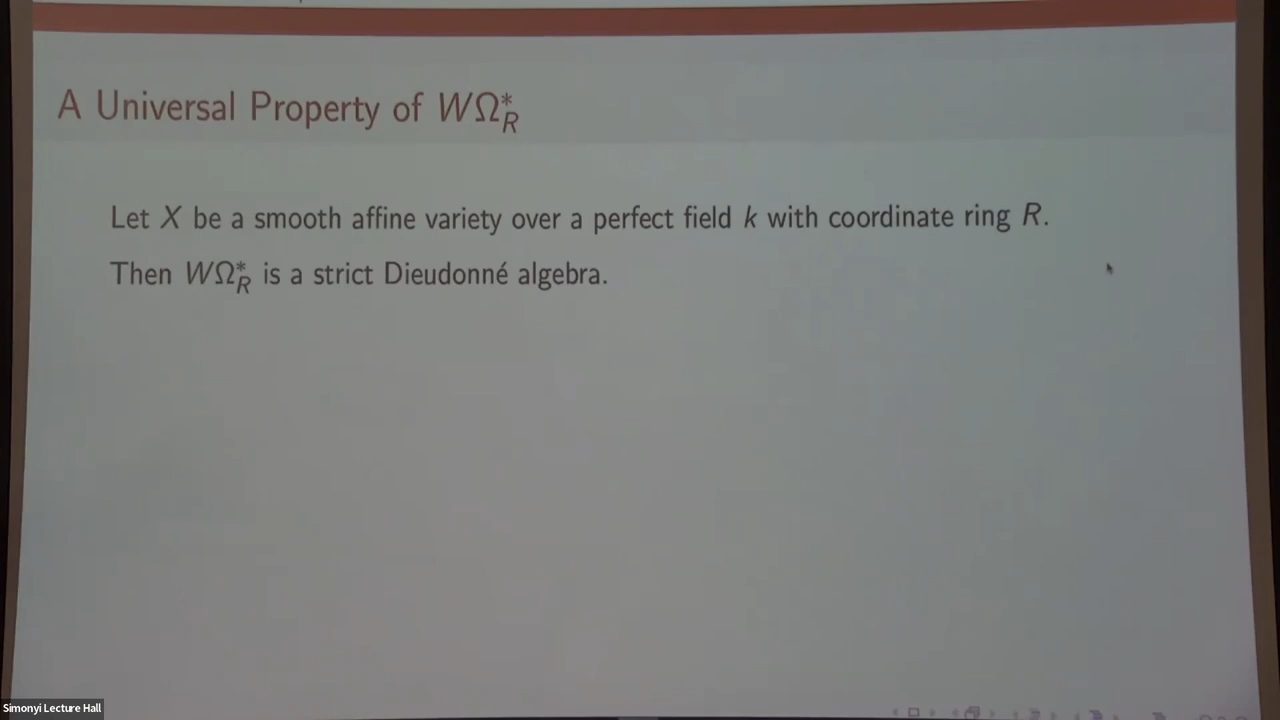 A Universal Property of WΩ*_R
Let X be a smooth affine variety over a perfect field k with coordinate ring R.
Then WΩ*_R is a strict Dieudonné algebra.
Simonyi Lecture Hall